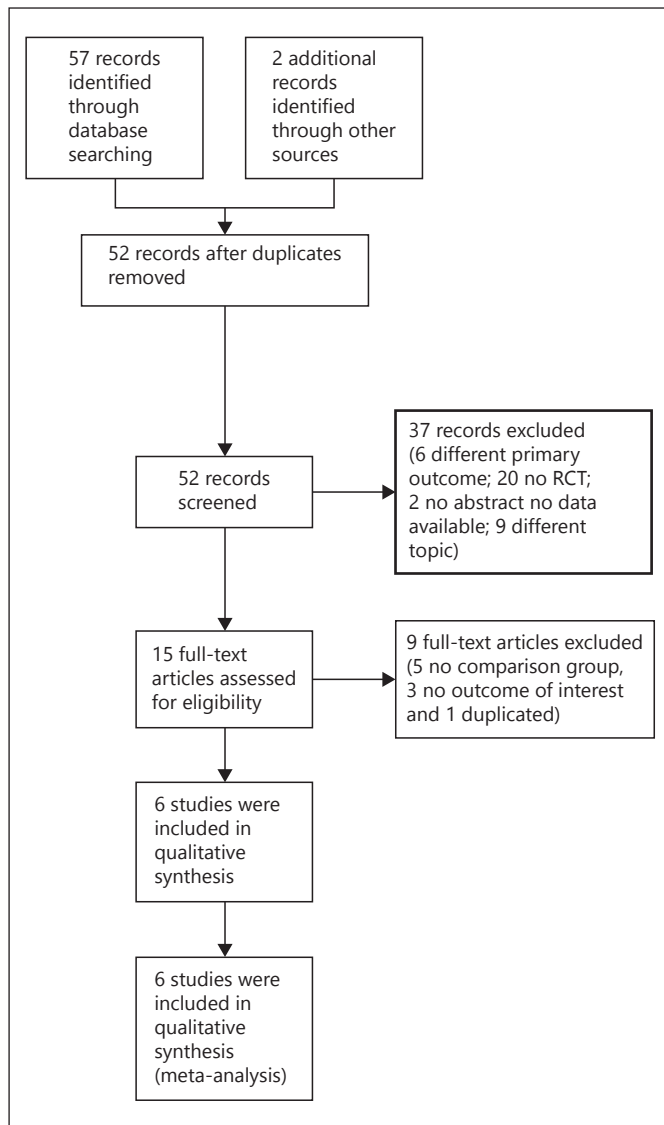 57 records
identified
through
database
searching
2 additional
records
identified
through other
sources
52 records after duplicates
removed
52 records
screened
37 records excluded
(6 different primary
outcome; 20 no RCT;
2 no abstract no data
available; 9 different
topic)
15 full-text
articles assessed
for eligibility
9 full-text articles excluded
(5 no comparison group,
3 no outcome of interest
and 1 duplicated)
6 studies were
included in
qualitative
synthesis
6 studies were
included in
qualitative
synthesis
(meta-analysis)